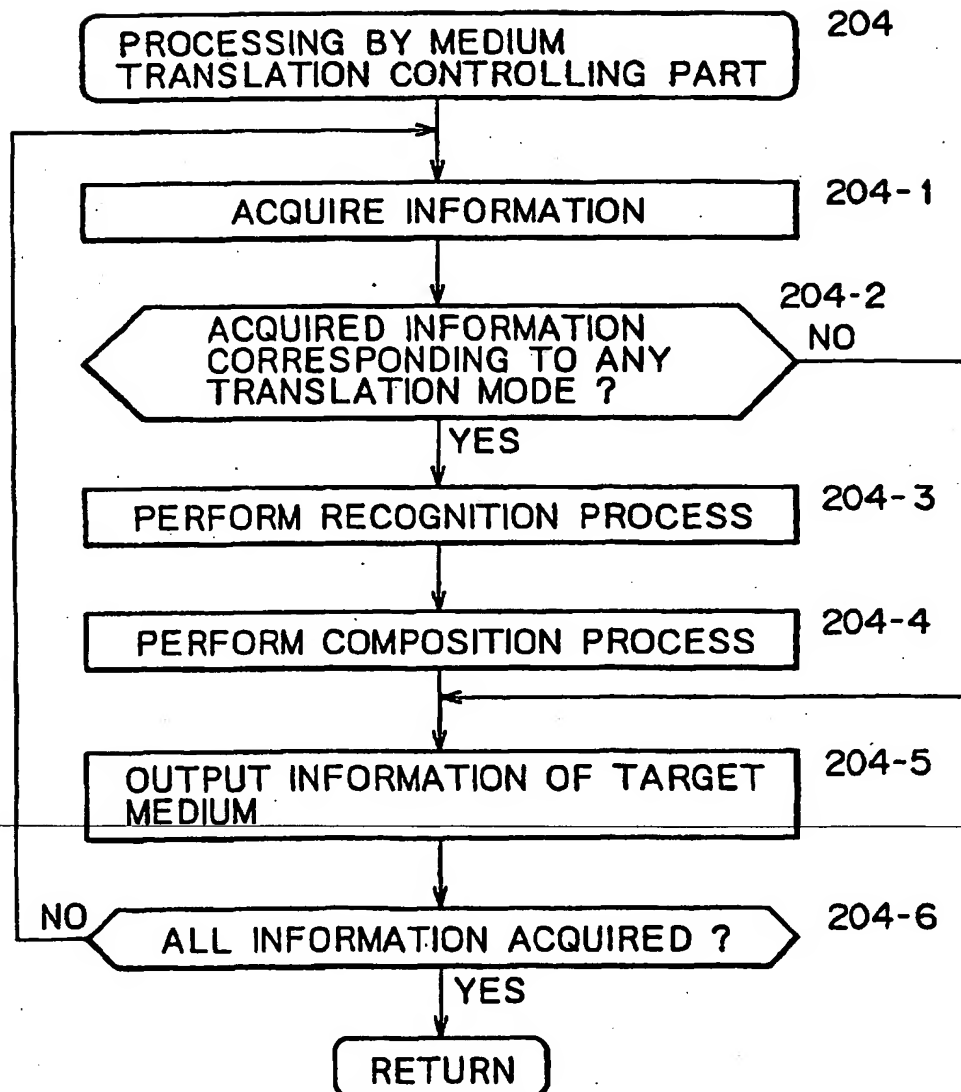 204
PROCESSING BY MEDIUM
TRANSLATION CONTROLLING PART
204-1
ACQUIRE INFORMATION
204-2
ACQUIRED INFORMATION
CORRESPONDING TO ANY
TRANSLATION MODE ?
NO
YES
204-3
PERFORM RECOGNITION PROCESS
204-4
PERFORM COMPOSITION PROCESS
204-5
OUTPUT INFORMATION OF TARGET
MEDIUM
204-6
NO
ALL INFORMATION ACQUIRED ?
YES
RETURN